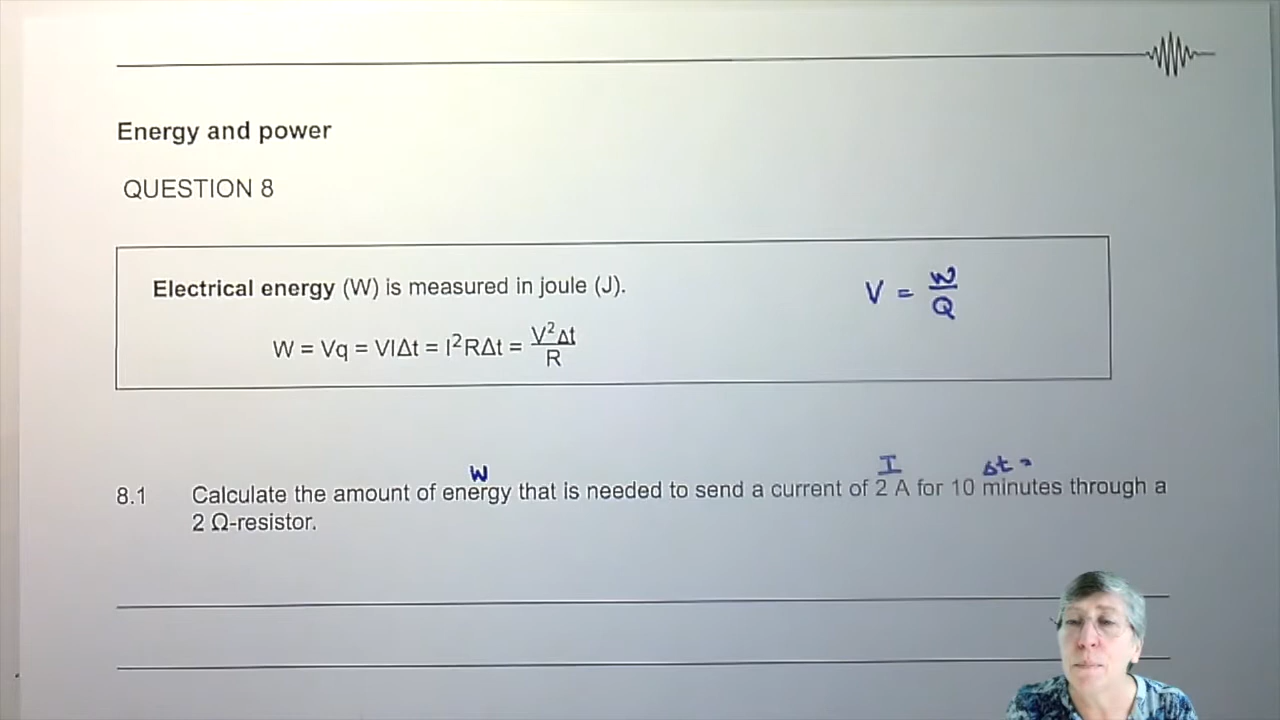 Energy and power
QUESTION 8
Electrical energy (W) is measured in joule (J).
V = W/Q
W = Vq = VIΔt = I²RΔt = V²Δt/R
W I Δt =
8.1 Calculate the amount of energy that is needed to send a current of 2 A for 10 minutes through a
2 Ω-resistor.